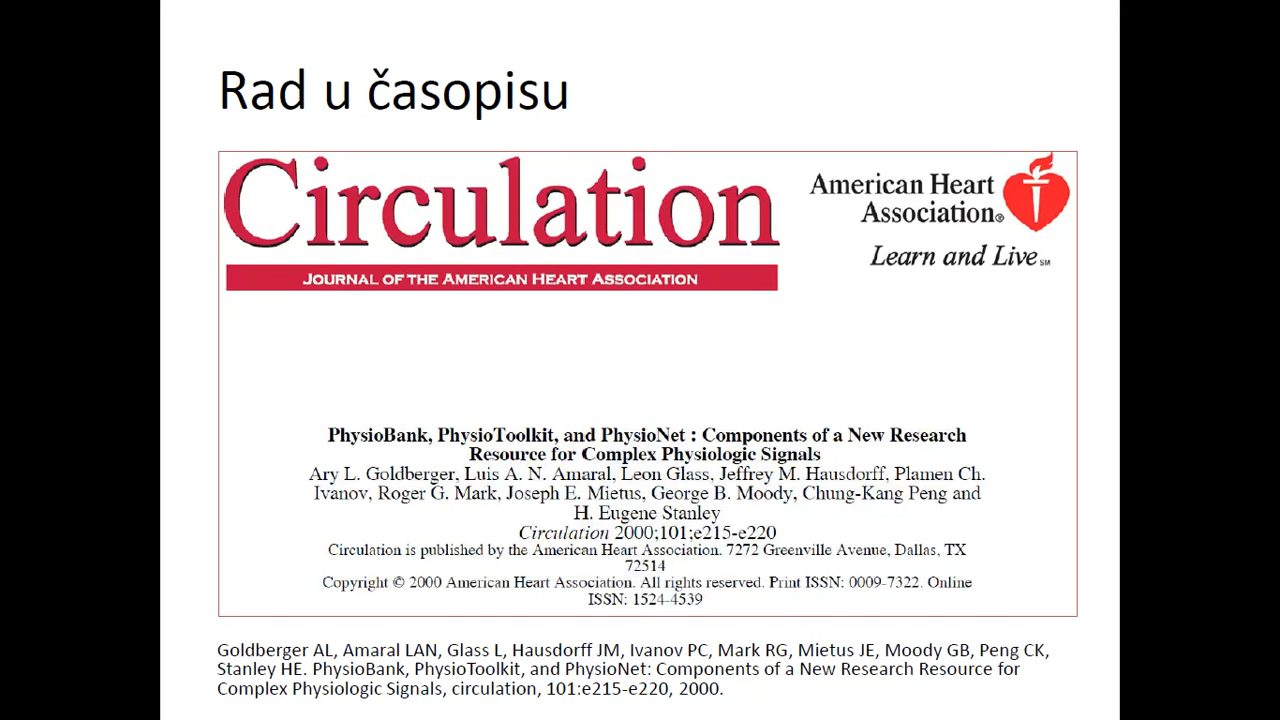 Rad u časopisu
Circulation
JOURNAL OF THE AMERICAN HEART ASSOCIATION
American Heart
Association®
Learn and Live SM
PhysioBank, PhysioToolkit, and PhysioNet : Components of a New Research
Resource for Complex Physiologic Signals
Ary L. Goldberger, Luis A. N. Amaral, Leon Glass, Jeffrey M. Hausdorff, Plamen Ch.
Ivanov, Roger G. Mark, Joseph E. Mietus, George B. Moody, Chung-Kang Peng and
H. Eugene Stanley
Circulation 2000;101;e215-e220
Circulation is published by the American Heart Association. 7272 Greenville Avenue, Dallas, TX
72514
Copyright © 2000 American Heart Association. All rights reserved. Print ISSN: 0009-7322. Online
ISSN: 1524-4539
Goldberger AL, Amaral LAN, Glass L, Hausdorff JM, Ivanov PC, Mark RG, Mietus JE, Moody GB, Peng CK,
Stanley HE. PhysioBank, PhysioToolkit, and PhysioNet: Components of a New Research Resource for
Complex Physiologic Signals, circulation, 101:e215-e220, 2000.